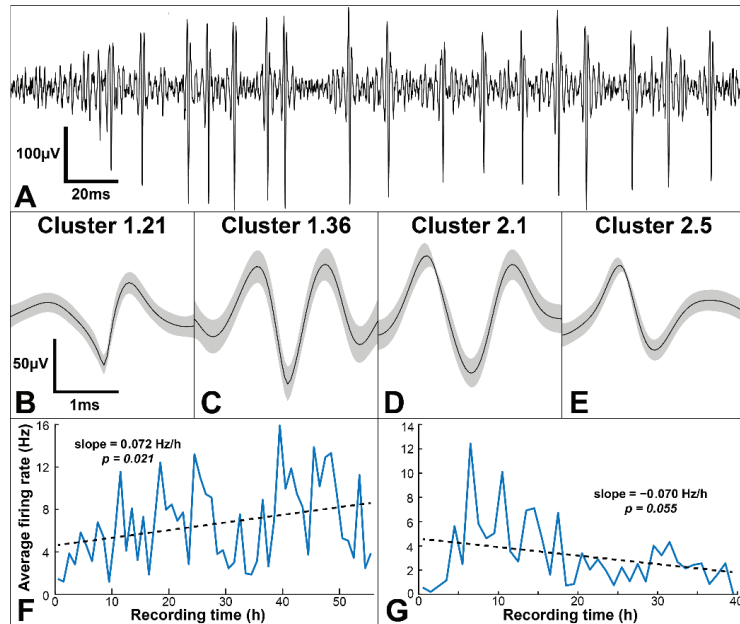 100µV
20ms
A
Cluster 1.21
Cluster 1.36
Cluster 2.1
Cluster 2.5
50µV
1ms
B
C
D
E
Average firing rate (Hz)
16
12
8
4
0
slope = 0.072 Hz/h
p = 0.021
0
10
20
30
40
50
F
Recording time (h)
14
12
10
8
6
4
2
0
slope = −0.070 Hz/h
p = 0.055
0
10
20
30
40
G
Recording time (h)